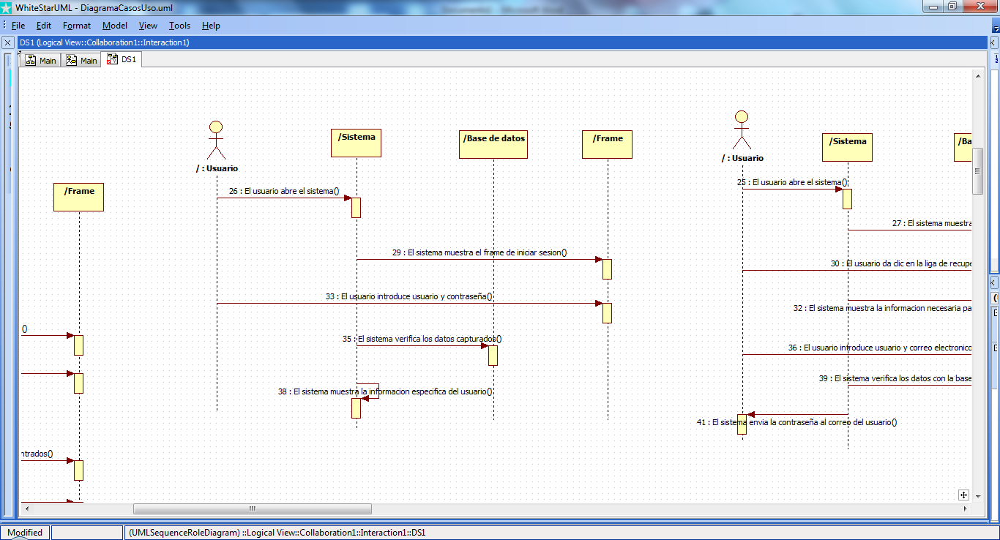 WhiteStarUML - DiagramaCasosUso.uml
File Edit Format Model View Tools Help
DS1 (Logical View::Collaboration1::Interaction1)
Main Main DS1
/Sistema /Base de datos /Frame /Sistema /Ba
/ : Usuario / : Usuario
/Frame
26 : El usuario abre el sistema()
25 : El usuario abre el sistema()
27 : El sistema muestra
29 : El sistema muestra el frame de iniciar sesion()
30 : El usuario da clic en la liga de recupe
33 : El usuario introduce usuario y contraseña()
32 : El sistema muestra la informacion necesaria pa
()
35 : El sistema verifica los datos capturados()
36 : El usuario introduce usuario y correo electronico
39 : El sistema verifica los datos con la base
38 : El sistema muestra la informacion especifica del usuario()
41 : El sistema envia la contraseña al correo del usuario()
ntrados()
Modified (UMLSequenceRoleDiagram) ::Logical View::Collaboration1::Interaction1::DS1